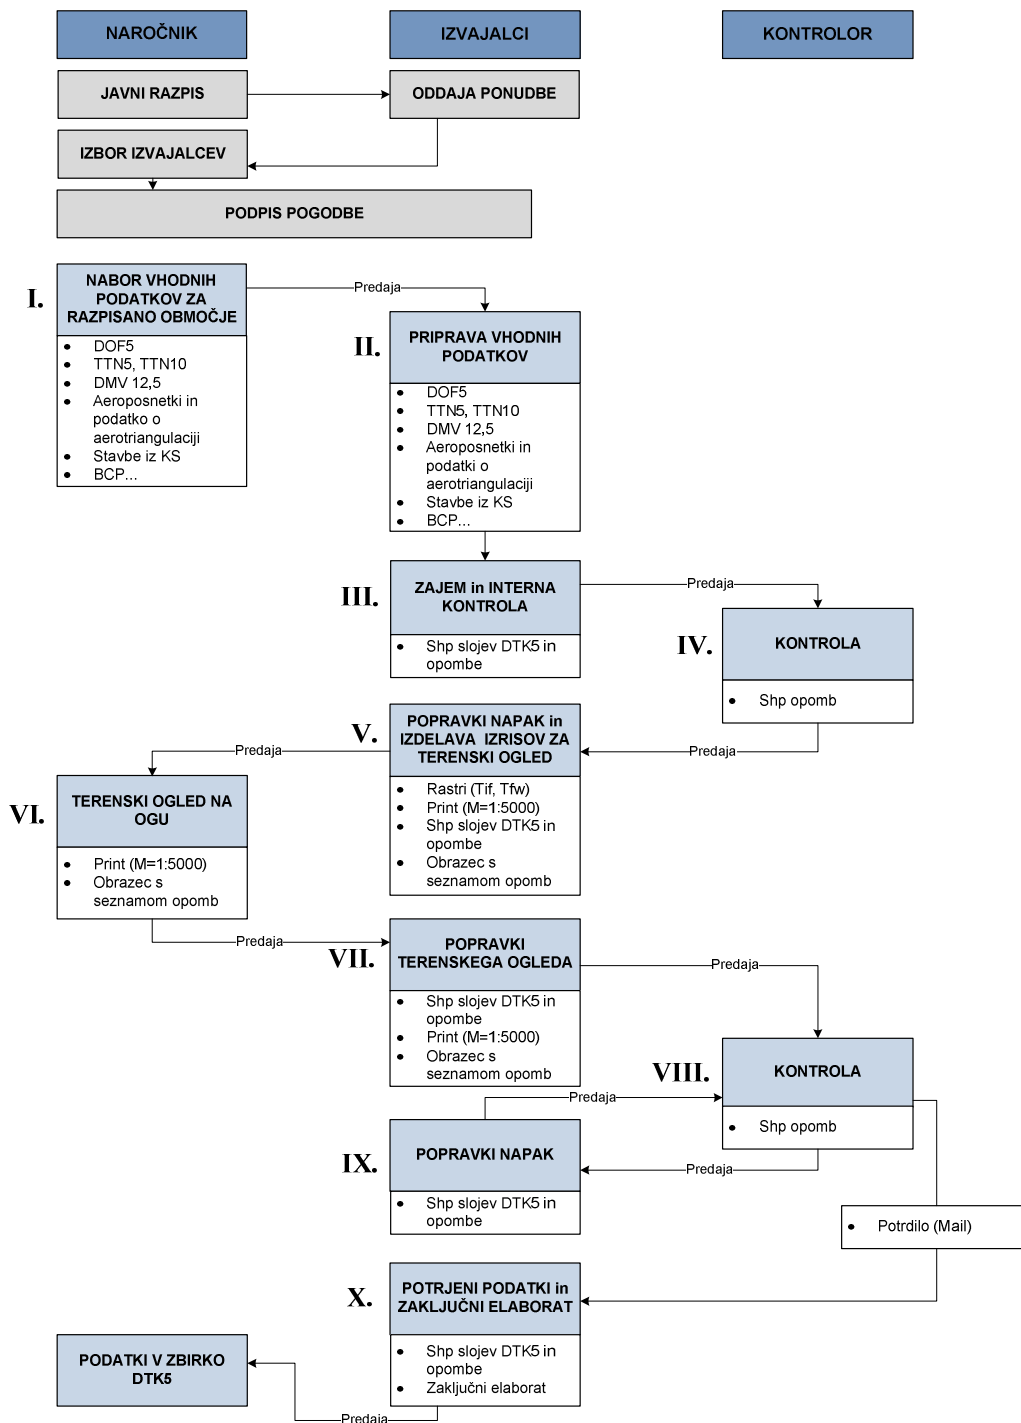 NAROČNIK
IZVAJALCI
KONTROLOR
JAVNI RAZPIS
ODDAJA PONUDBE
IZBOR IZVAJALCEV
PODPIS POGODBE
I.
NABOR VHODNIH
PODATKOV ZA
RAZPISANO OBMOČJE
• DOF5
• TTN5, TTN10
• DMV 12,5
• Aeroposnetki in
podatko o
aerotriangulaciji
• Stavbe iz KS
• BCP...
Predaja
II.
PRIPRAVA VHODNIH
PODATKOV
• DOF5
• TTN5, TTN10
• DMV 12,5
• Aeroposnetki in
podatki o
aerotriangulaciji
• Stavbe iz KS
• BCP...
III.
ZAJEM in INTERNA
KONTROLA
• Shp slojev DTK5 in
opombe
Predaja
IV.
KONTROLA
• Shp opomb
Predaja
V.
POPRAVKI NAPAK in
IZDELAVA IZRISOV ZA
TERENSKI OGLED
• Rastri (Tif, Tfw)
• Print (M=1:5000)
• Shp slojev DTK5 in
opombe
• Obrazec s
seznamom opomb
Predaja
VI.
TERENSKI OGLED NA
OGU
• Print (M=1:5000)
• Obrazec s
seznamom opomb
Predaja
VII.
POPRAVKI
TERENSKEGA OGLEDA
• Shp slojev DTK5 in
opombe
• Print (M=1:5000)
• Obrazec s
seznamom opomb
Predaja
VIII.
KONTROLA
• Shp opomb
Predaja
IX.
POPRAVKI NAPAK
• Shp slojev DTK5 in
opombe
Predaja
• Potrdilo (Mail)
X.
POTRJENI PODATKI in
ZAKLJUČNI ELABORAT
• Shp slojev DTK5 in
opombe
• Zaključni elaborat
Predaja
PODATKI V ZBIRKO
DTK5